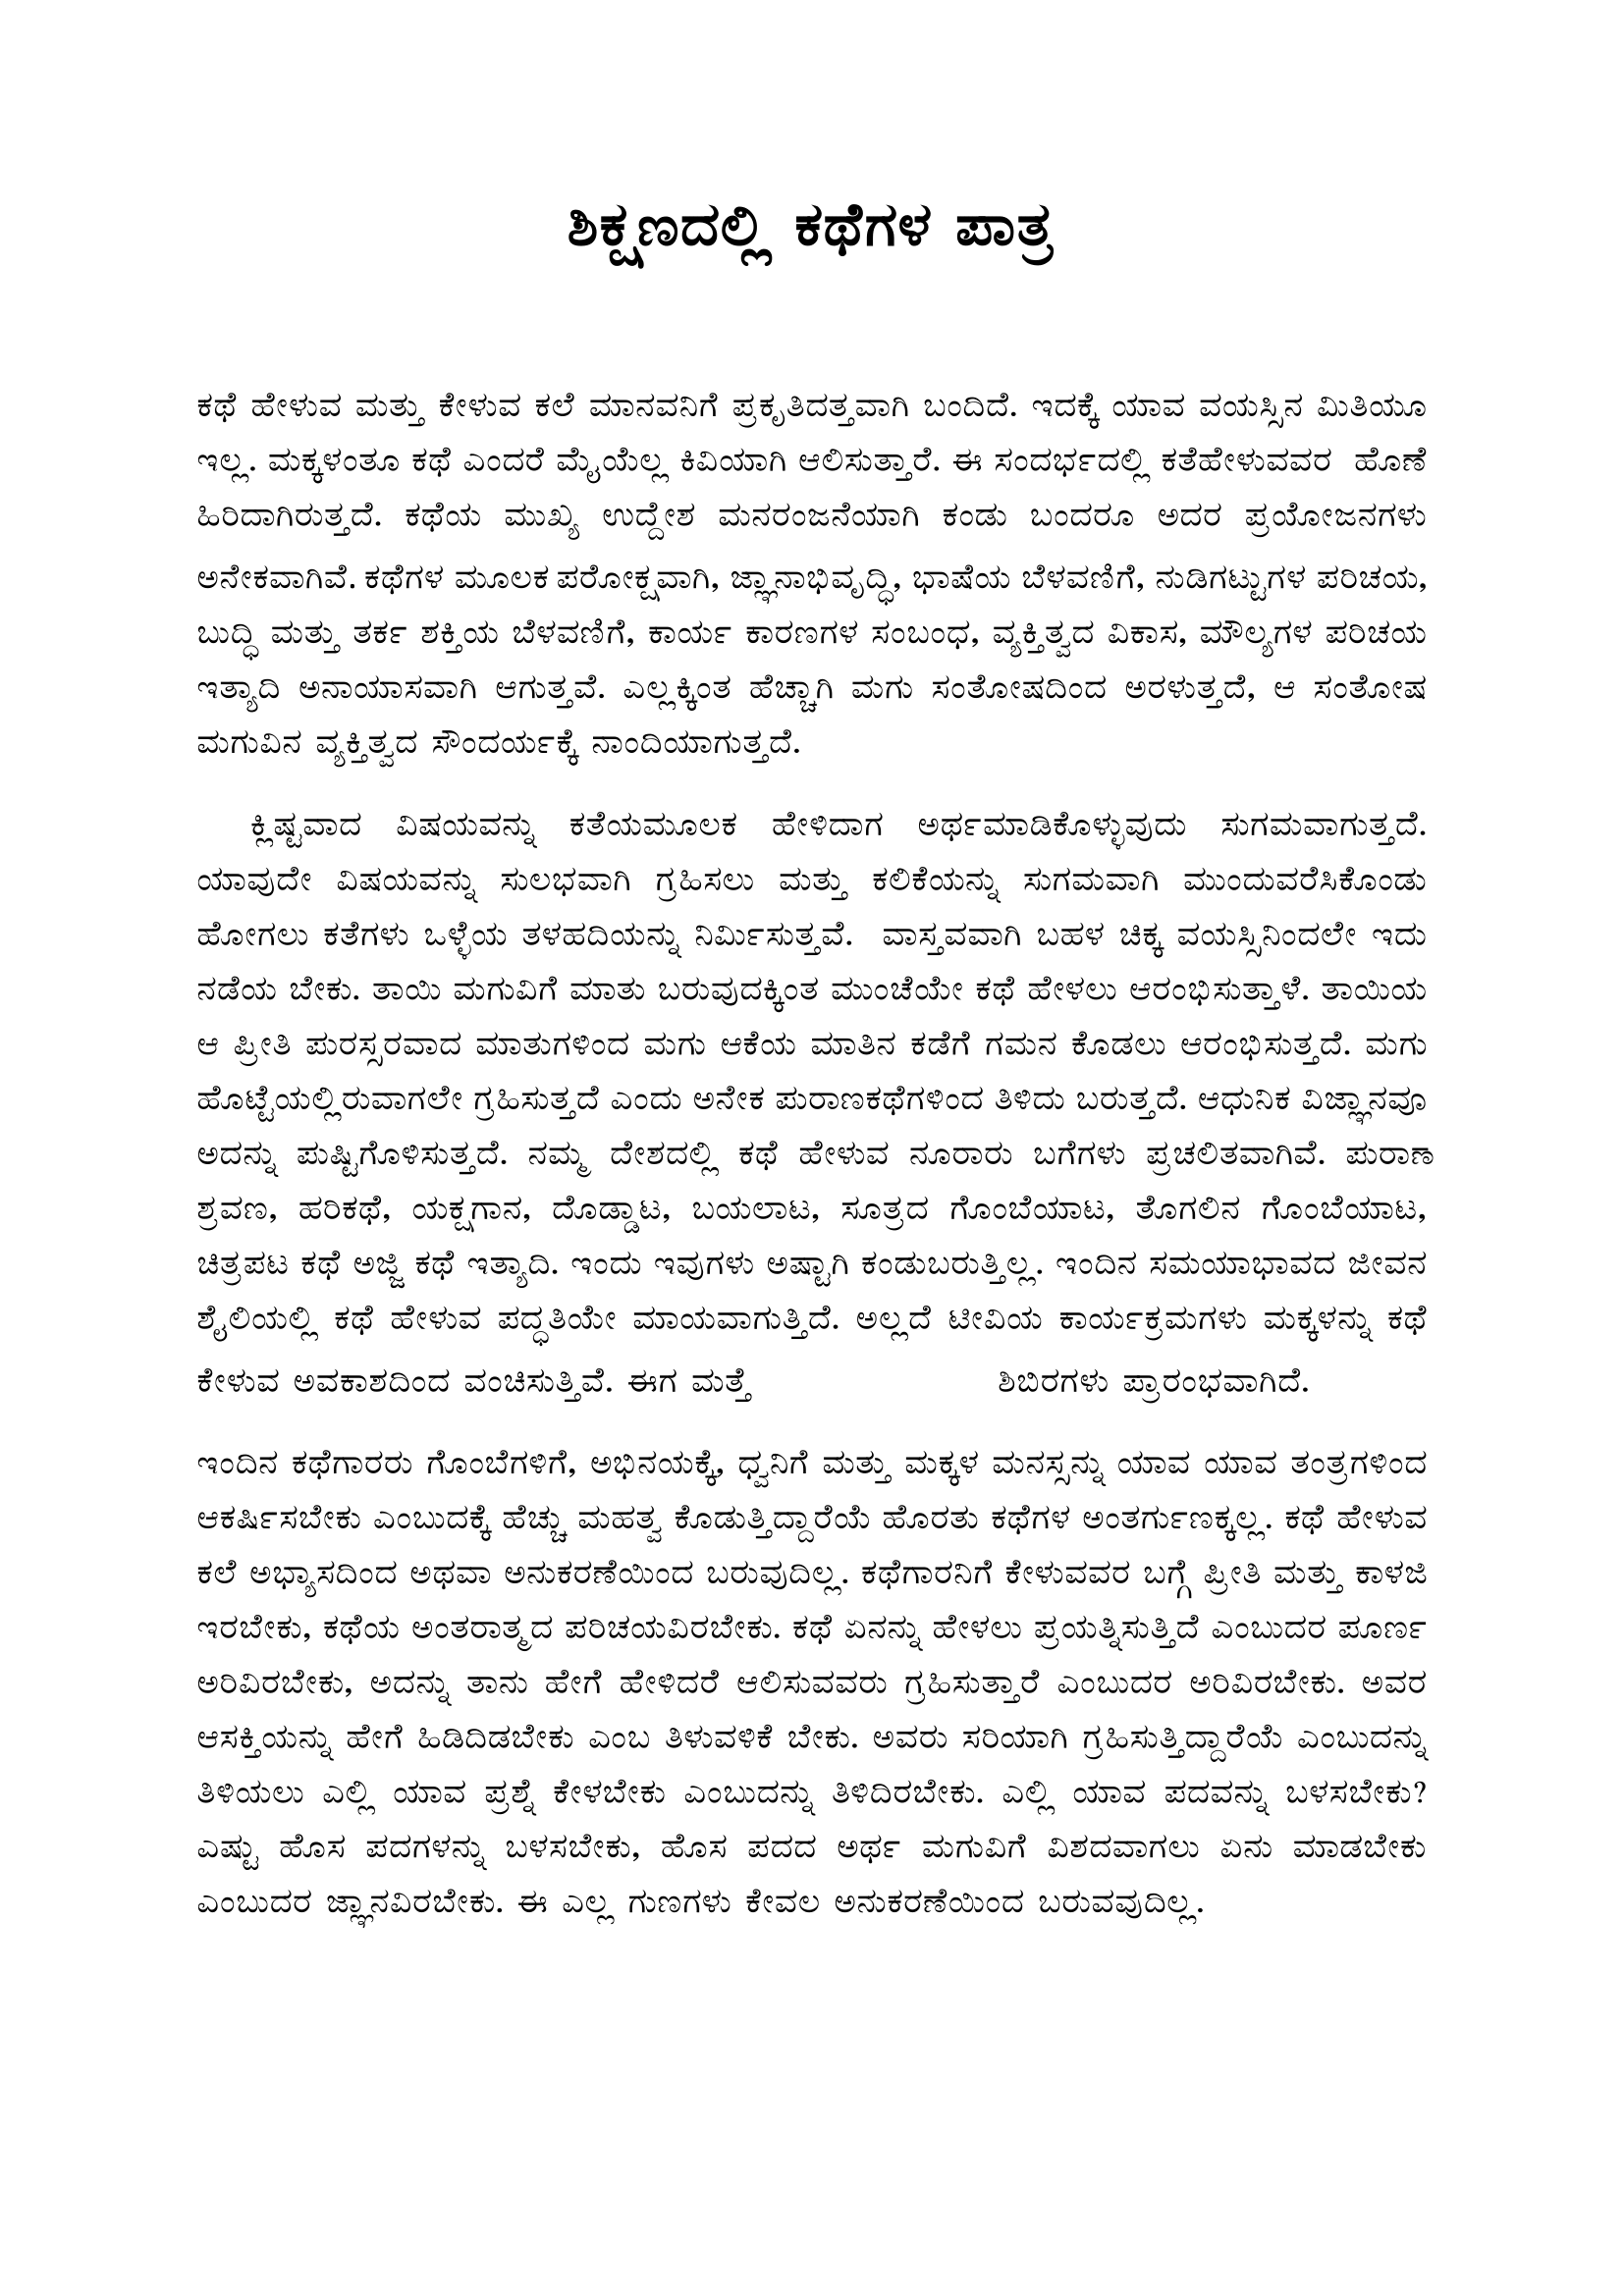 ಶಿಕ್ಷಣದಲ್ಲಿ ಕಥೆಗಳ ಪಾತ್ರ
ಕಥೆ ಹೇಳುವ ಮತ್ತು ಕೇಳುವ ಕಲೆ ಮಾನವನಿಗೆ ಪ್ರಕೃತಿದತ್ತವಾಗಿ ಬಂದಿದೆ. ಇದಕ್ಕೆ ಯಾವ ವಯಸ್ಸಿನ ಮಿತಿಯೂ
ಇಲ್ಲ. ಮಕ್ಕಳಂತೂ ಕಥೆ ಎಂದರೆ ಮೈಯೆಲ್ಲ ಕಿವಿಯಾಗಿ ಆಲಿಸುತ್ತಾರೆ. ಈ ಸಂದರ್ಭದಲ್ಲಿ ಕತೆಹೇಳುವವರ ಹೊಣೆ
ಹಿರಿದಾಗಿರುತ್ತದೆ. ಕಥೆಯ ಮುಖ್ಯ ಉದ್ದೇಶ ಮನರಂಜನೆಯಾಗಿ ಕಂಡು ಬಂದರೂ ಅದರ ಪ್ರಯೋಜನಗಳು
ಅನೇಕವಾಗಿವೆ. ಕಥೆಗಳ ಮೂಲಕ ಪರೋಕ್ಷವಾಗಿ, ಜ್ಞಾನಾಭಿವೃದ್ಧಿ, ಭಾಷೆಯ ಬೆಳವಣಿಗೆ, ನುಡಿಗಟ್ಟುಗಳ ಪರಿಚಯ,
ಬುದ್ಧಿ ಮತ್ತು ತರ್ಕ ಶಕ್ತಿಯ ಬೆಳವಣಿಗೆ, ಕಾರ್ಯ ಕಾರಣಗಳ ಸಂಬಂಧ, ವ್ಯಕ್ತಿತ್ವದ ವಿಕಾಸ, ಮೌಲ್ಯಗಳ ಪರಿಚಯ
ಇತ್ಯಾದಿ ಅನಾಯಾಸವಾಗಿ ಆಗುತ್ತವೆ. ಎಲ್ಲಕ್ಕಿಂತ ಹೆಚ್ಚಾಗಿ ಮಗು ಸಂತೋಷದಿಂದ ಅರಳುತ್ತದೆ, ಆ ಸಂತೋಷ
ಮಗುವಿನ ವ್ಯಕ್ತಿತ್ವದ ಸೌಂದರ್ಯಕ್ಕೆ ನಾಂದಿಯಾಗುತ್ತದೆ.
ಕ್ಲಿಷ್ಟವಾದ ವಿಷಯವನ್ನು ಕತೆಯಮೂಲಕ ಹೇಳಿದಾಗ ಅರ್ಥಮಾಡಿಕೊಳ್ಳುವುದು ಸುಗಮವಾಗುತ್ತದೆ.
ಯಾವುದೇ ವಿಷಯವನ್ನು ಸುಲಭವಾಗಿ ಗ್ರಹಿಸಲು ಮತ್ತು ಕಲಿಕೆಯನ್ನು ಸುಗಮವಾಗಿ ಮುಂದುವರೆಸಿಕೊಂಡು
ಹೋಗಲು ಕತೆಗಳು ಒಳ್ಳೆಯ ತಳಹದಿಯನ್ನು ನಿರ್ಮಿಸುತ್ತವೆ. ವಾಸ್ತವವಾಗಿ ಬಹಳ ಚಿಕ್ಕ ವಯಸ್ಸಿನಿಂದಲೇ ಇದು
ನಡೆಯ ಬೇಕು. ತಾಯಿ ಮಗುವಿಗೆ ಮಾತು ಬರುವುದಕ್ಕಿಂತ ಮುಂಚೆಯೇ ಕಥೆ ಹೇಳಲು ಆರಂಭಿಸುತ್ತಾಳೆ. ತಾಯಿಯ
ಆ ಪ್ರೀತಿ ಪುರಸ್ಸರವಾದ ಮಾತುಗಳಿಂದ ಮಗು ಆಕೆಯ ಮಾತಿನ ಕಡೆಗೆ ಗಮನ ಕೊಡಲು ಆರಂಭಿಸುತ್ತದೆ. ಮಗು
ಹೊಟ್ಟೆಯಲ್ಲಿರುವಾಗಲೇ ಗ್ರಹಿಸುತ್ತದೆ ಎಂದು ಅನೇಕ ಪುರಾಣಕಥೆಗಳಿಂದ ತಿಳಿದು ಬರುತ್ತದೆ. ಆಧುನಿಕ ವಿಜ್ಞಾನವೂ
ಅದನ್ನು ಪುಷ್ಟಿಗೊಳಿಸುತ್ತದೆ. ನಮ್ಮ ದೇಶದಲ್ಲಿ ಕಥೆ ಹೇಳುವ ನೂರಾರು ಬಗೆಗಳು ಪ್ರಚಲಿತವಾಗಿವೆ. ಪುರಾಣ
ಶ್ರವಣ, ಹರಿಕಥೆ, ಯಕ್ಷಗಾನ, ದೊಡ್ಡಾಟ, ಬಯಲಾಟ, ಸೂತ್ರದ ಗೊಂಬೆಯಾಟ, ತೊಗಲಿನ ಗೊಂಬೆಯಾಟ,
ಚಿತ್ರಪಟ ಕಥೆ ಅಜ್ಜಿ ಕಥೆ ಇತ್ಯಾದಿ. ಇಂದು ಇವುಗಳು ಅಷ್ಟಾಗಿ ಕಂಡುಬರುತ್ತಿಲ್ಲ. ಇಂದಿನ ಸಮಯಾಭಾವದ ಜೀವನ
ಶೈಲಿಯಲ್ಲಿ ಕಥೆ ಹೇಳುವ ಪದ್ಧತಿಯೇ ಮಾಯವಾಗುತ್ತಿದೆ. ಅಲ್ಲದೆ ಟೀವಿಯ ಕಾರ್ಯಕ್ರಮಗಳು ಮಕ್ಕಳನ್ನು ಕಥೆ
ಕೇಳುವ ಅವಕಾಶದಿಂದ ವಂಚಿಸುತ್ತಿವೆ. ಈಗ ಮತ್ತೆ ಶಿಬಿರಗಳು ಪ್ರಾರಂಭವಾಗಿದೆ.
ಇಂದಿನ ಕಥೆಗಾರರು ಗೊಂಬೆಗಳಿಗೆ, ಅಭಿನಯಕ್ಕೆ, ಧ್ವನಿಗೆ ಮತ್ತು ಮಕ್ಕಳ ಮನಸ್ಸನ್ನು ಯಾವ ಯಾವ ತಂತ್ರಗಳಿಂದ
ಆಕರ್ಷಿಸಬೇಕು ಎಂಬುದಕ್ಕೆ ಹೆಚ್ಚು ಮಹತ್ವ ಕೊಡುತ್ತಿದ್ದಾರೆಯೆ ಹೊರತು ಕಥೆಗಳ ಅಂತರ್ಗುಣಕ್ಕಲ್ಲ. ಕಥೆ ಹೇಳುವ
ಕಲೆ ಅಭ್ಯಾಸದಿಂದ ಅಥವಾ ಅನುಕರಣೆಯಿಂದ ಬರುವುದಿಲ್ಲ. ಕಥೆಗಾರನಿಗೆ ಕೇಳುವವರ ಬಗ್ಗೆ ಪ್ರೀತಿ ಮತ್ತು ಕಾಳಜಿ
ಇರಬೇಕು, ಕಥೆಯ ಅಂತರಾತ್ಮದ ಪರಿಚಯವಿರಬೇಕು. ಕಥೆ ಏನನ್ನು ಹೇಳಲು ಪ್ರಯತ್ನಿಸುತ್ತಿದೆ ಎಂಬುದರ ಪೂರ್ಣ
ಅರಿವಿರಬೇಕು, ಅದನ್ನು ತಾನು ಹೇಗೆ ಹೇಳಿದರೆ ಆಲಿಸುವವರು ಗ್ರಹಿಸುತ್ತಾರೆ ಎಂಬುದರ ಅರಿವಿರಬೇಕು. ಅವರ
ಆಸಕ್ತಿಯನ್ನು ಹೇಗೆ ಹಿಡಿದಿಡಬೇಕು ಎಂಬ ತಿಳುವಳಿಕೆ ಬೇಕು. ಅವರು ಸರಿಯಾಗಿ ಗ್ರಹಿಸುತ್ತಿದ್ದಾರೆಯೆ ಎಂಬುದನ್ನು
ತಿಳಿಯಲು ಎಲ್ಲಿ ಯಾವ ಪ್ರಶ್ನೆ ಕೇಳಬೇಕು ಎಂಬುದನ್ನು ತಿಳಿದಿರಬೇಕು. ಎಲ್ಲಿ ಯಾವ ಪದವನ್ನು ಬಳಸಬೇಕು?
ಎಷ್ಟು ಹೊಸ ಪದಗಳನ್ನು ಬಳಸಬೇಕು, ಹೊಸ ಪದದ ಅರ್ಥ ಮಗುವಿಗೆ ವಿಶದವಾಗಲು ಏನು ಮಾಡಬೇಕು
ಎಂಬುದರ ಜ್ಞಾನವಿರಬೇಕು. ಈ ಎಲ್ಲ ಗುಣಗಳು ಕೇವಲ ಅನುಕರಣೆಯಿಂದ ಬರುವವುದಿಲ್ಲ.